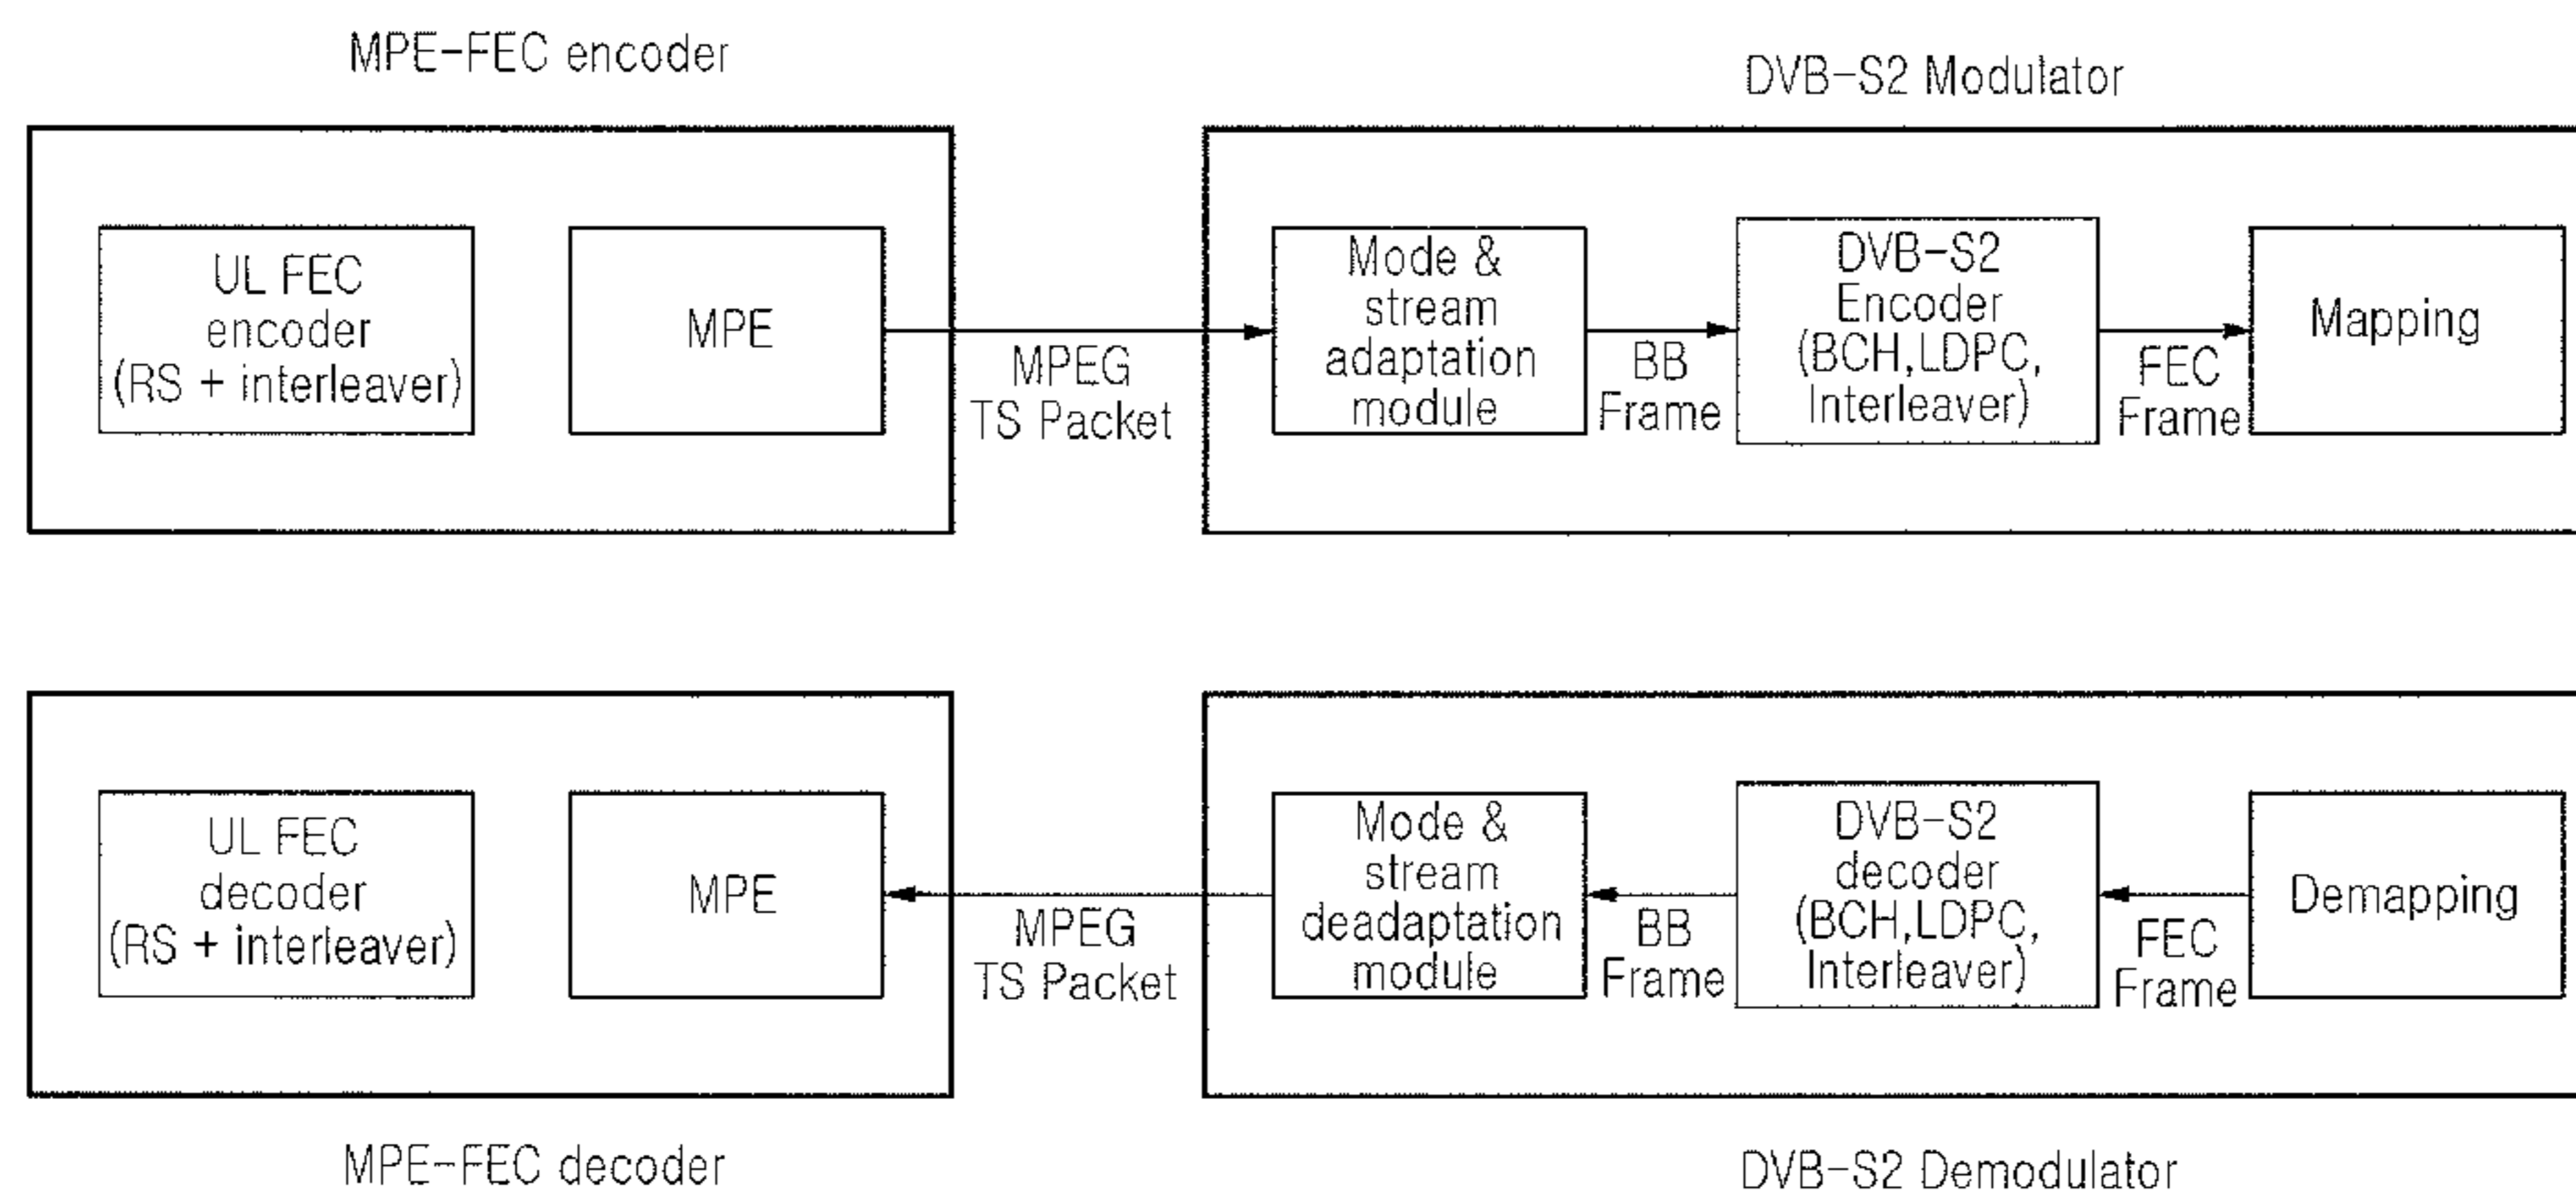 MPE-FEC encoder
DVB-S2 Modulator
UL FEC
encoder
(RS + interleaver)
MPE
MPEG
TS Packet
Mode &
stream
adaptation
module
BB
Frame
DVB-S2
Encoder
(BCH,LDPC,
Interleaver)
FEC
Frame
Mapping
UL FEC
decoder
(RS + interleaver)
MPE
MPEG
TS Packet
Mode &
stream
deadaptation
module
BB
Frame
DVB-S2
decoder
(BCH,LDPC,
Interleaver)
FEC
Frame
Demapping
MPE-FEC decoder
DVB-S2 Demodulator